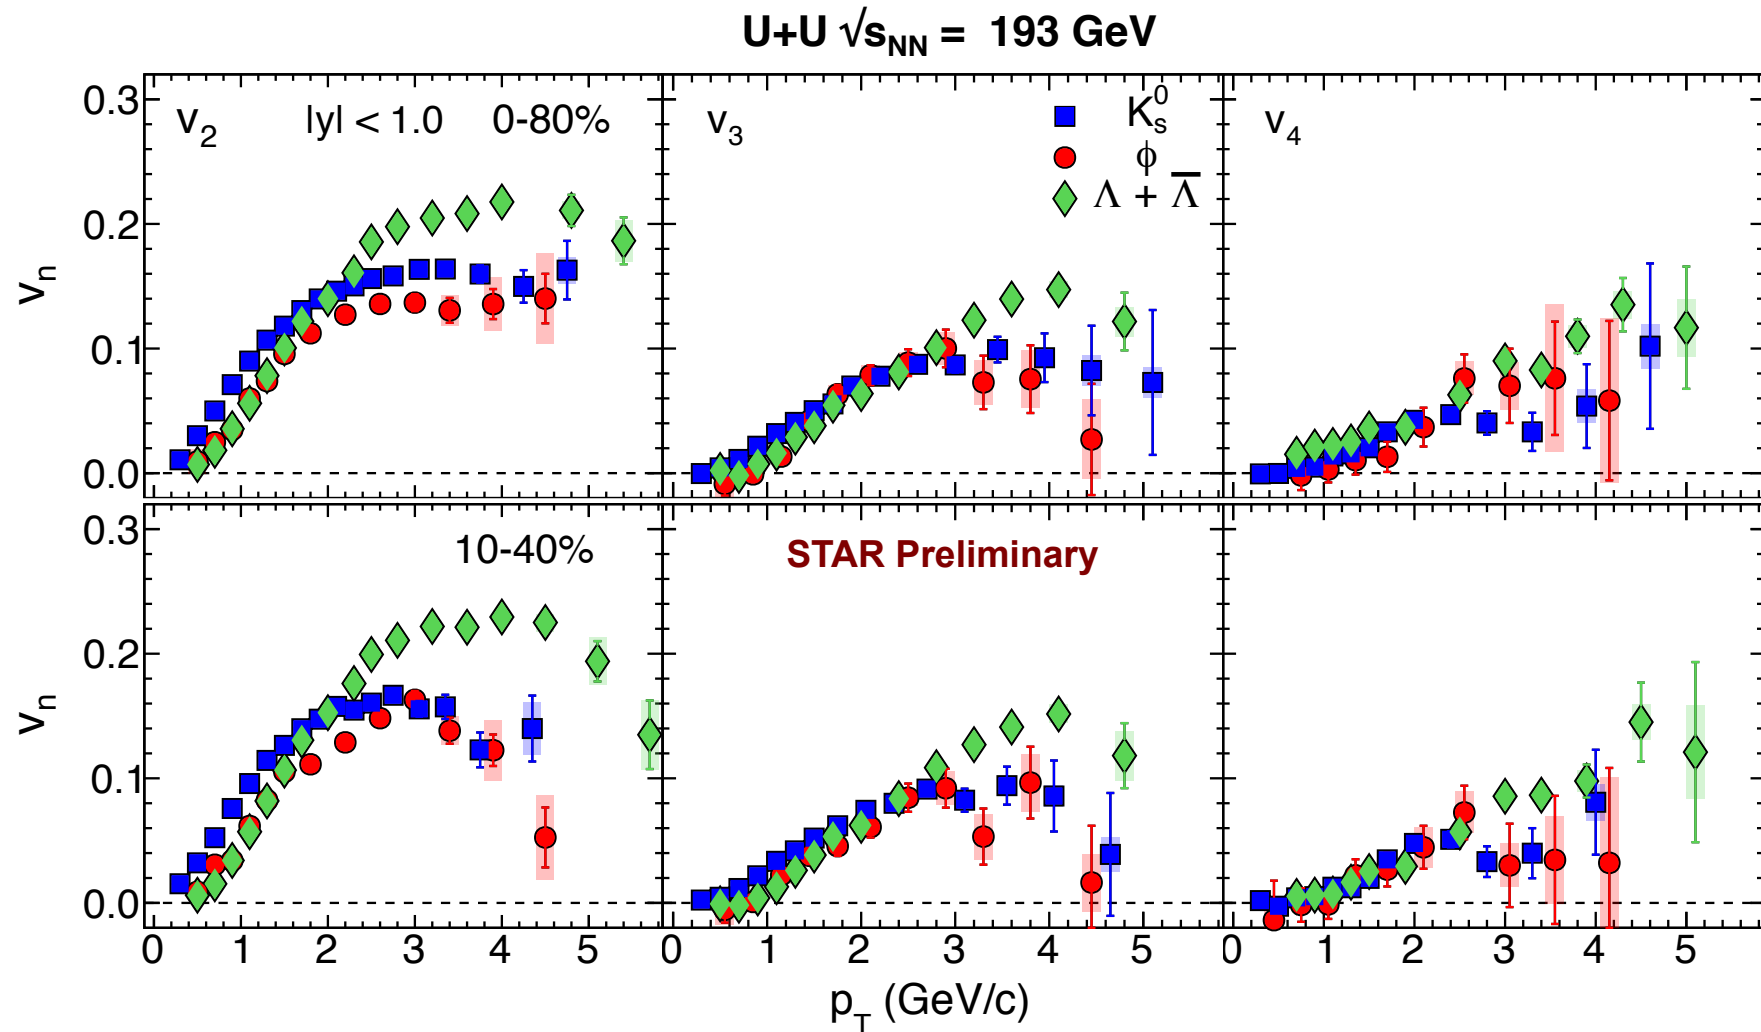 U+U √sNN = 193 GeV
v2 |y| < 1.0 0-80%
v3
K0s
ϕ
Λ + Λ̅
v4
vn
0.3
0.2
0.1
0.0
10-40%
STAR Preliminary
vn
0.3
0.2
0.1
0.0
0 1 2 3 4 5
0 1 2 3 4 5
0 1 2 3 4 5
pT (GeV/c)